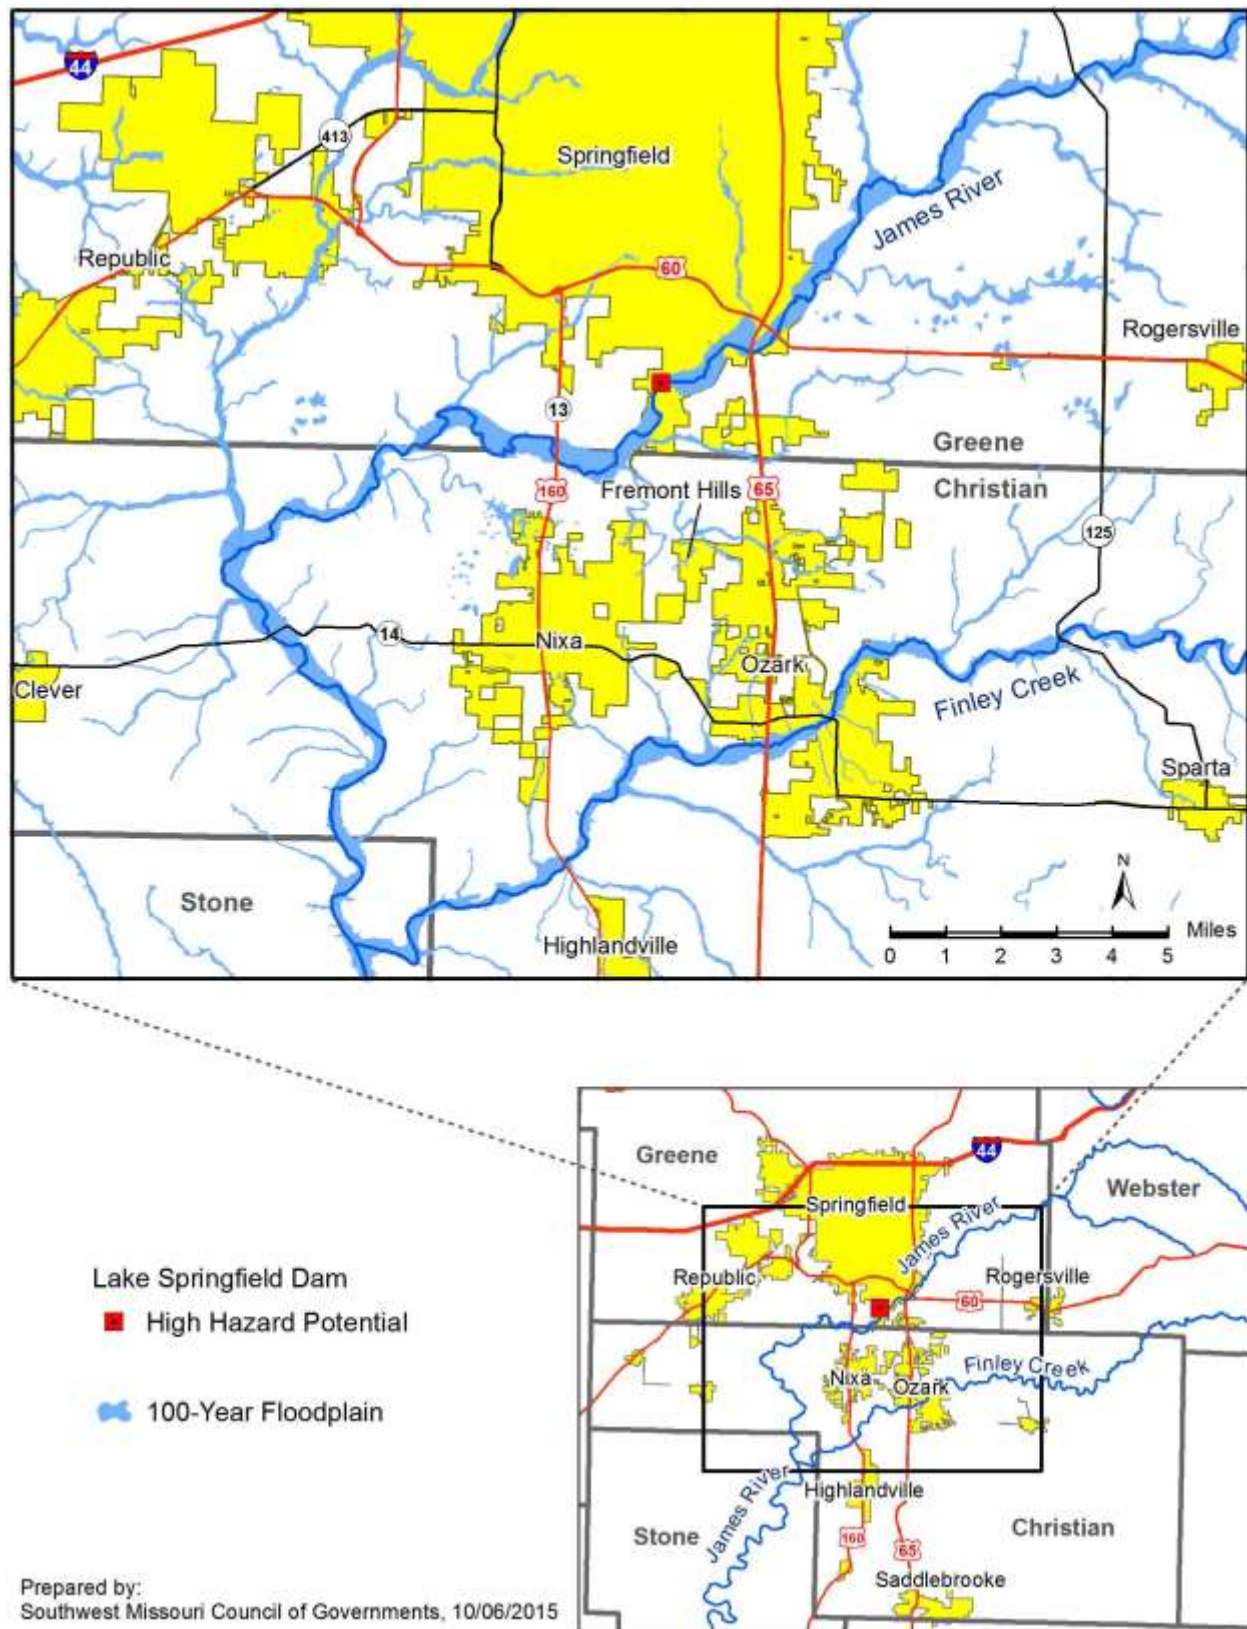 44
413
Springfield
James River
Republic
60
Rogersville
13
Greene
160
Fremont Hills
65
Christian
125
14
Nixa
Ozark
Clever
Finley Creek
Sparta
N
Stone
Highlandville
Miles
0 1 2 3 4 5
44
Greene
Webster
Springfield
James River
Republic
Rogersville
60
Finley Creek
Nixa
Ozark
James River
Highlandville
Stone
160
65
Christian
Saddlebrooke
Lake Springfield Dam
High Hazard Potential
100-Year Floodplain
Prepared by:
Southwest Missouri Council of Governments, 10/06/2015